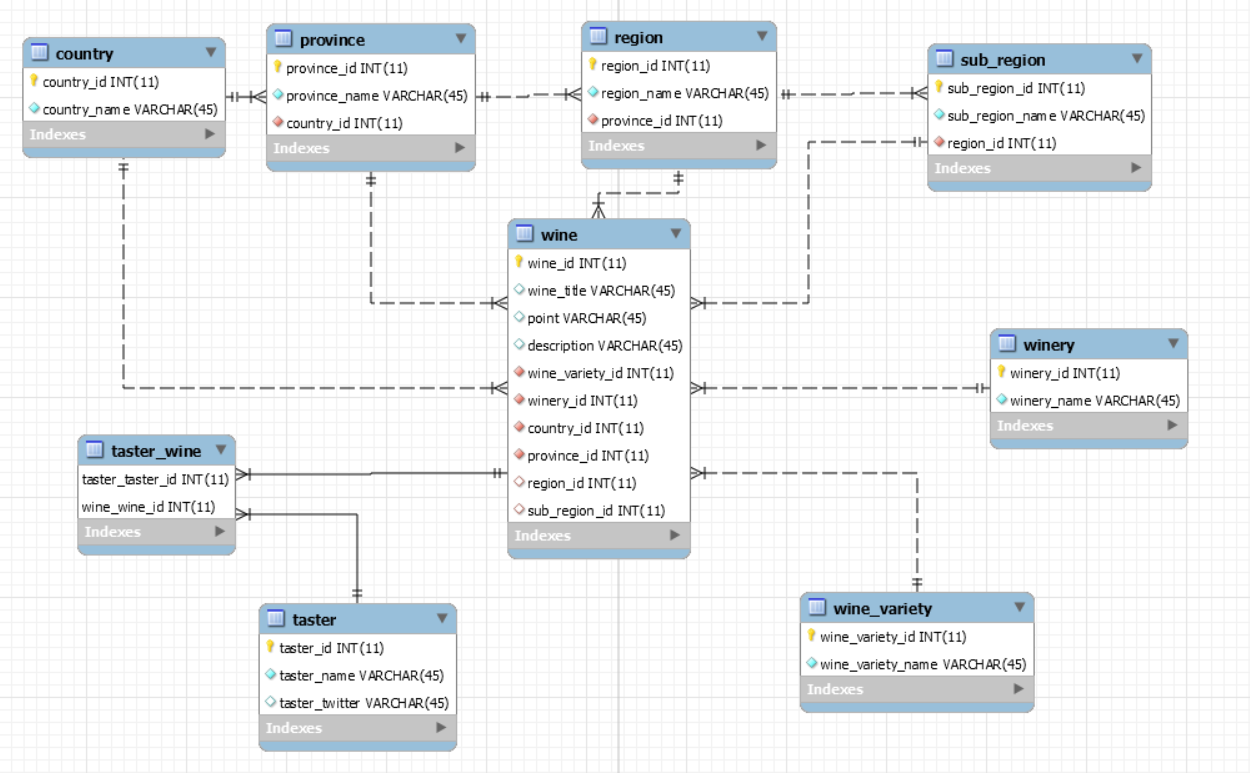 country
country_id INT(11)
country_name VARCHAR(45)
Indexes
province
province_id INT(11)
province_name VARCHAR(45)
country_id INT(11)
Indexes
region
region_id INT(11)
region_name VARCHAR(45)
province_id INT(11)
Indexes
sub_region
sub_region_id INT(11)
sub_region_name VARCHAR(45)
region_id INT(11)
Indexes
wine
wine_id INT(11)
wine_title VARCHAR(45)
point VARCHAR(45)
description VARCHAR(45)
wine_variety_id INT(11)
winery_id INT(11)
country_id INT(11)
province_id INT(11)
region_id INT(11)
sub_region_id INT(11)
Indexes
winery
winery_id INT(11)
winery_name VARCHAR(45)
Indexes
taster_wine
taster_taster_id INT(11)
wine_wine_id INT(11)
Indexes
taster
taster_id INT(11)
taster_name VARCHAR(45)
taster_twitter VARCHAR(45)
Indexes
wine_variety
wine_variety_id INT(11)
wine_variety_name VARCHAR(45)
Indexes